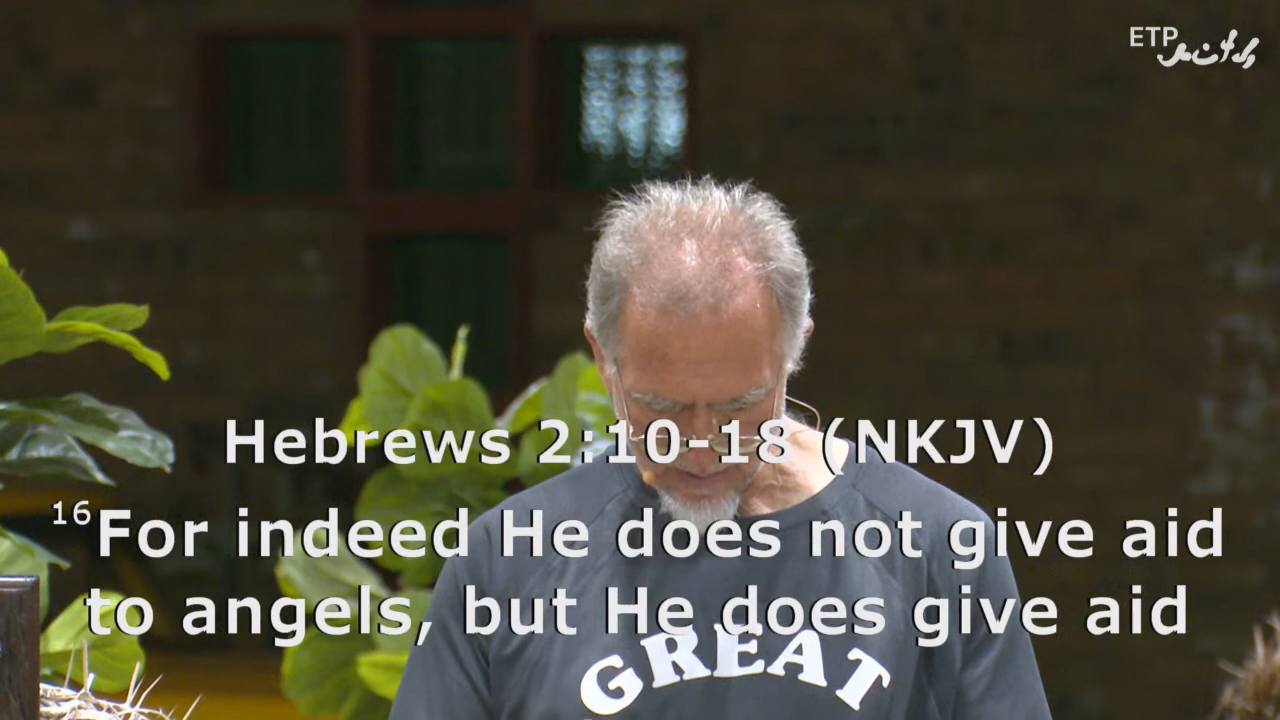 ETP
Hebrews 2:10-18 (NKJV)
16For indeed He does not give aid
to angels, but He does give aid
GREAT